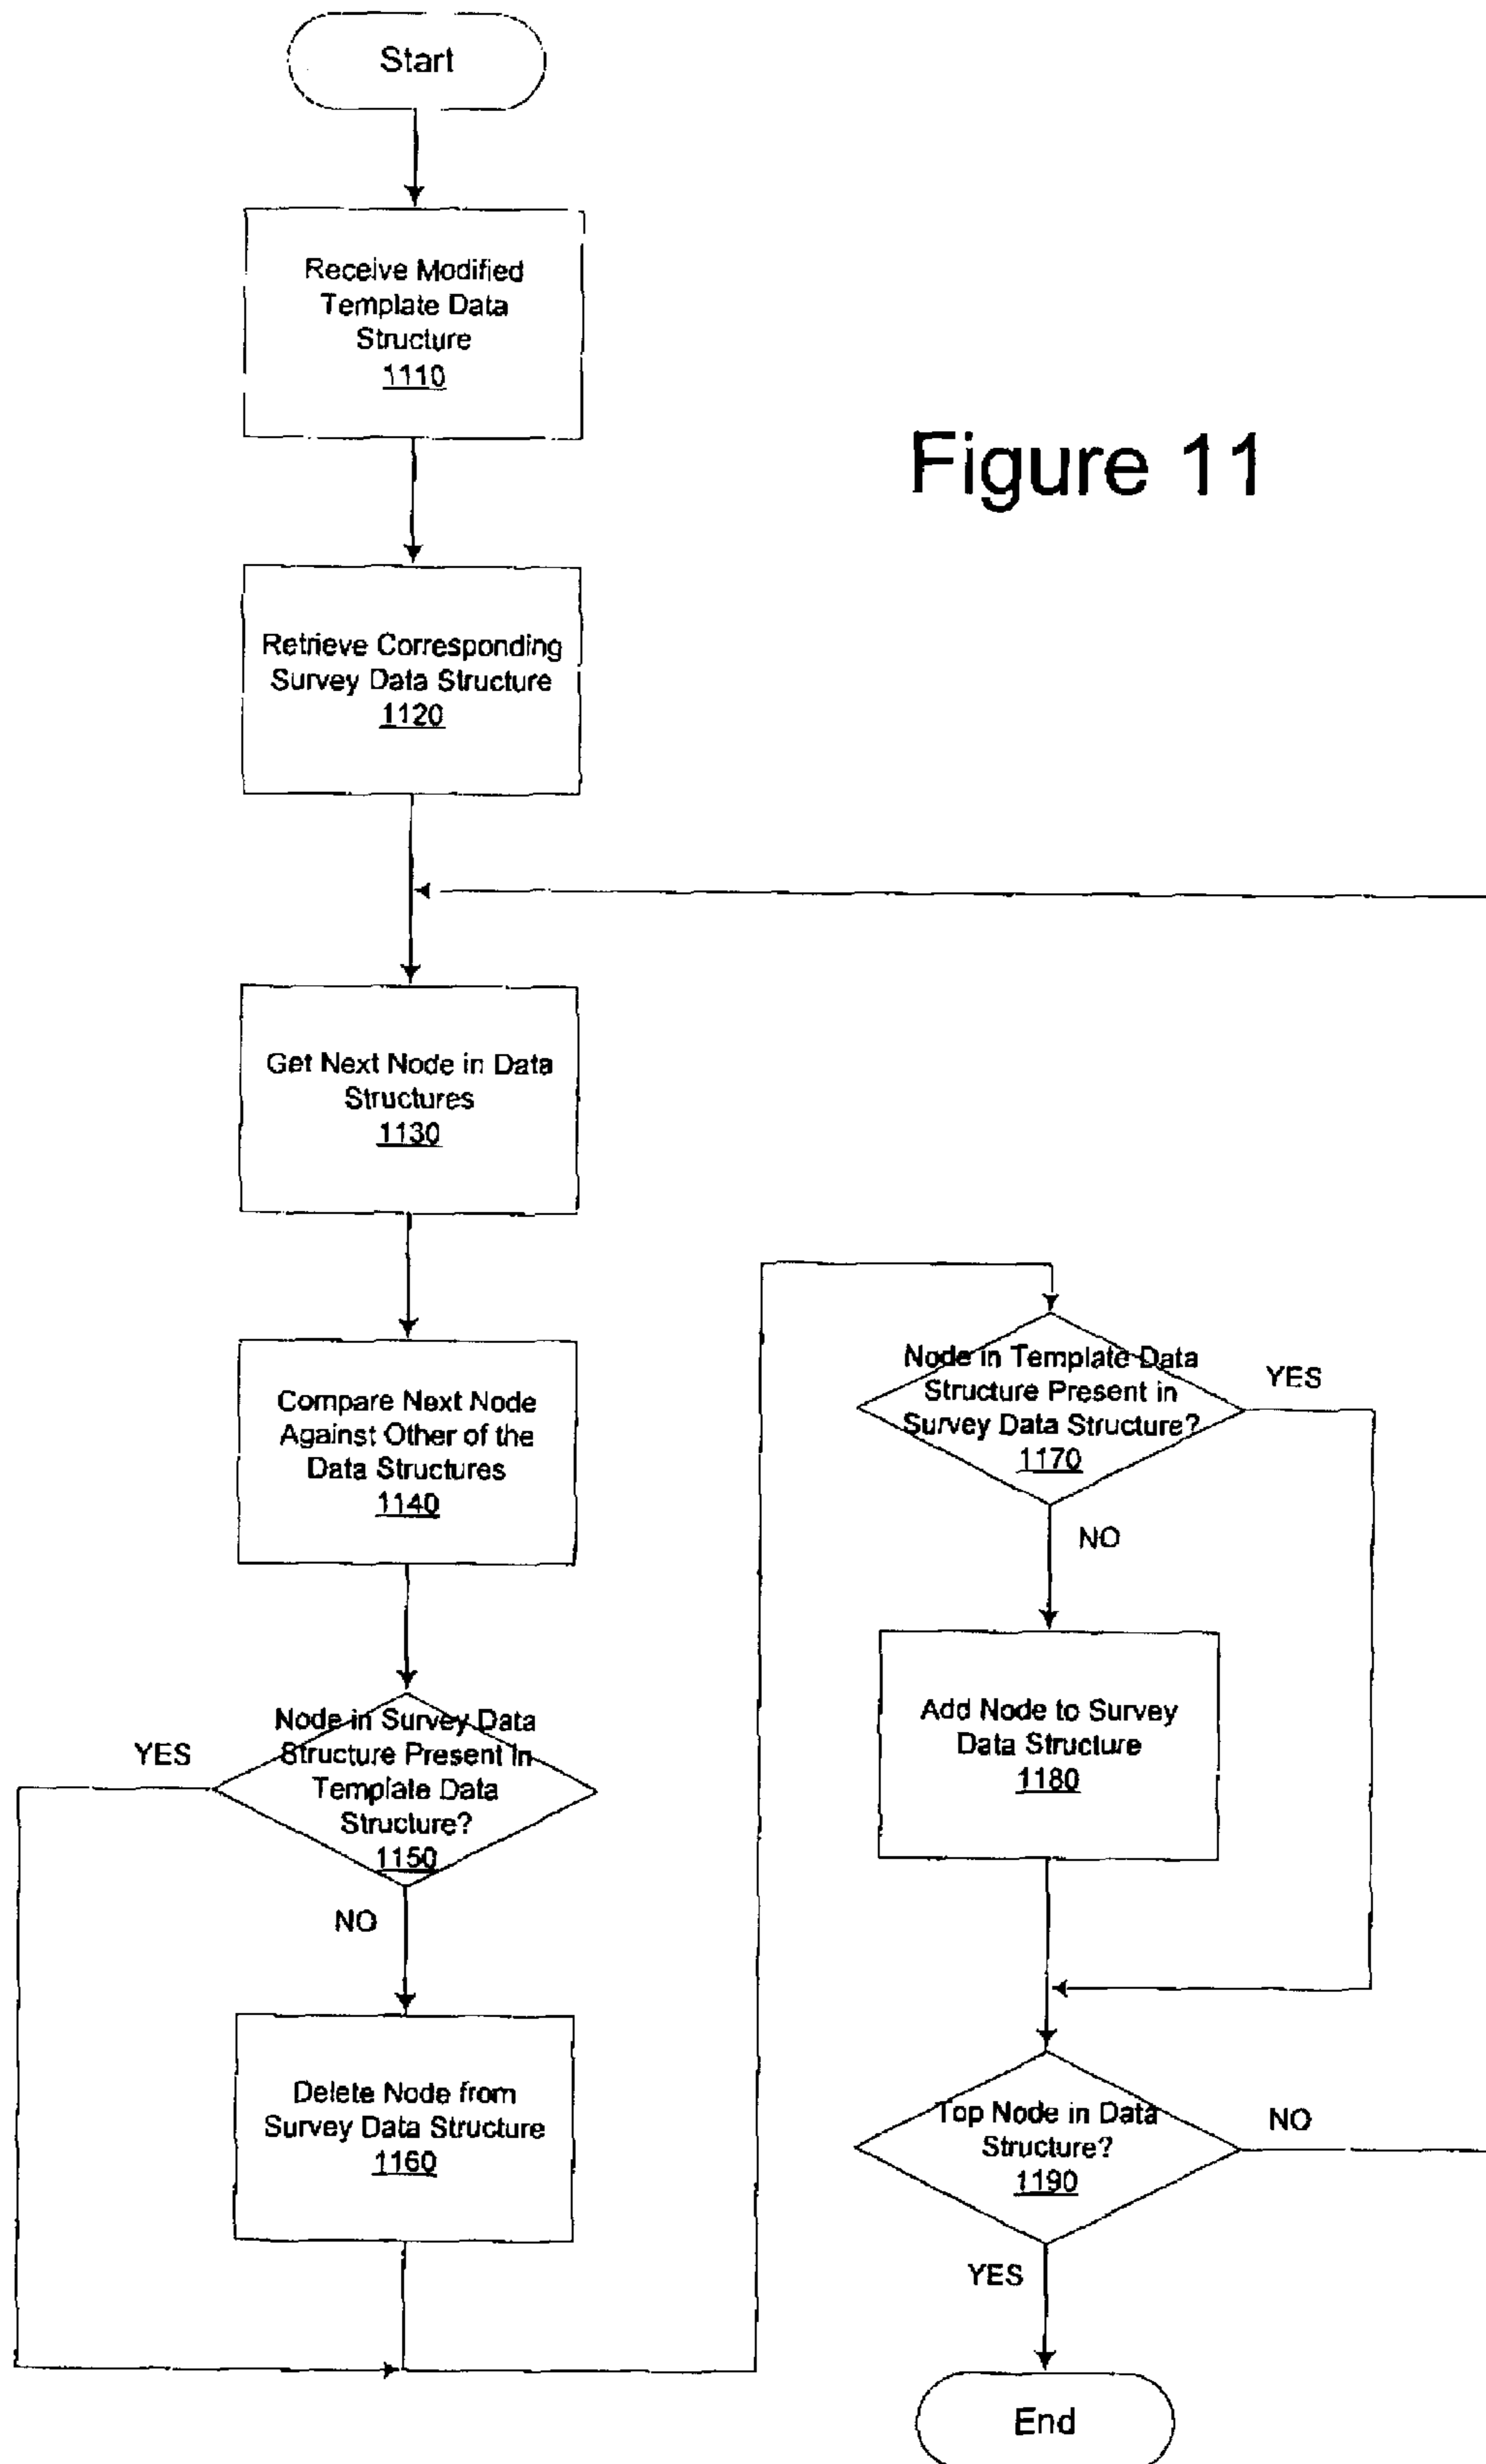 Start
Receive Modified
Template Data
Structure
1110
Figure 11
Retrieve Corresponding
Survey Data Structure
1120
Get Next Node in Data
Structures
1130
Compare Next Node
Against Other of the
Data Structures
1140
Node in Survey Data
Structure Present In
Template Data
Structure?
1150
YES
NO
Delete Node from
Survey Data Structure
1160
Node in Template Data
Structure Present in
Survey Data Structure?
1170
YES
NO
Add Node to Survey
Data Structure
1180
Top Node in Data
Structure?
1190
NO
YES
End